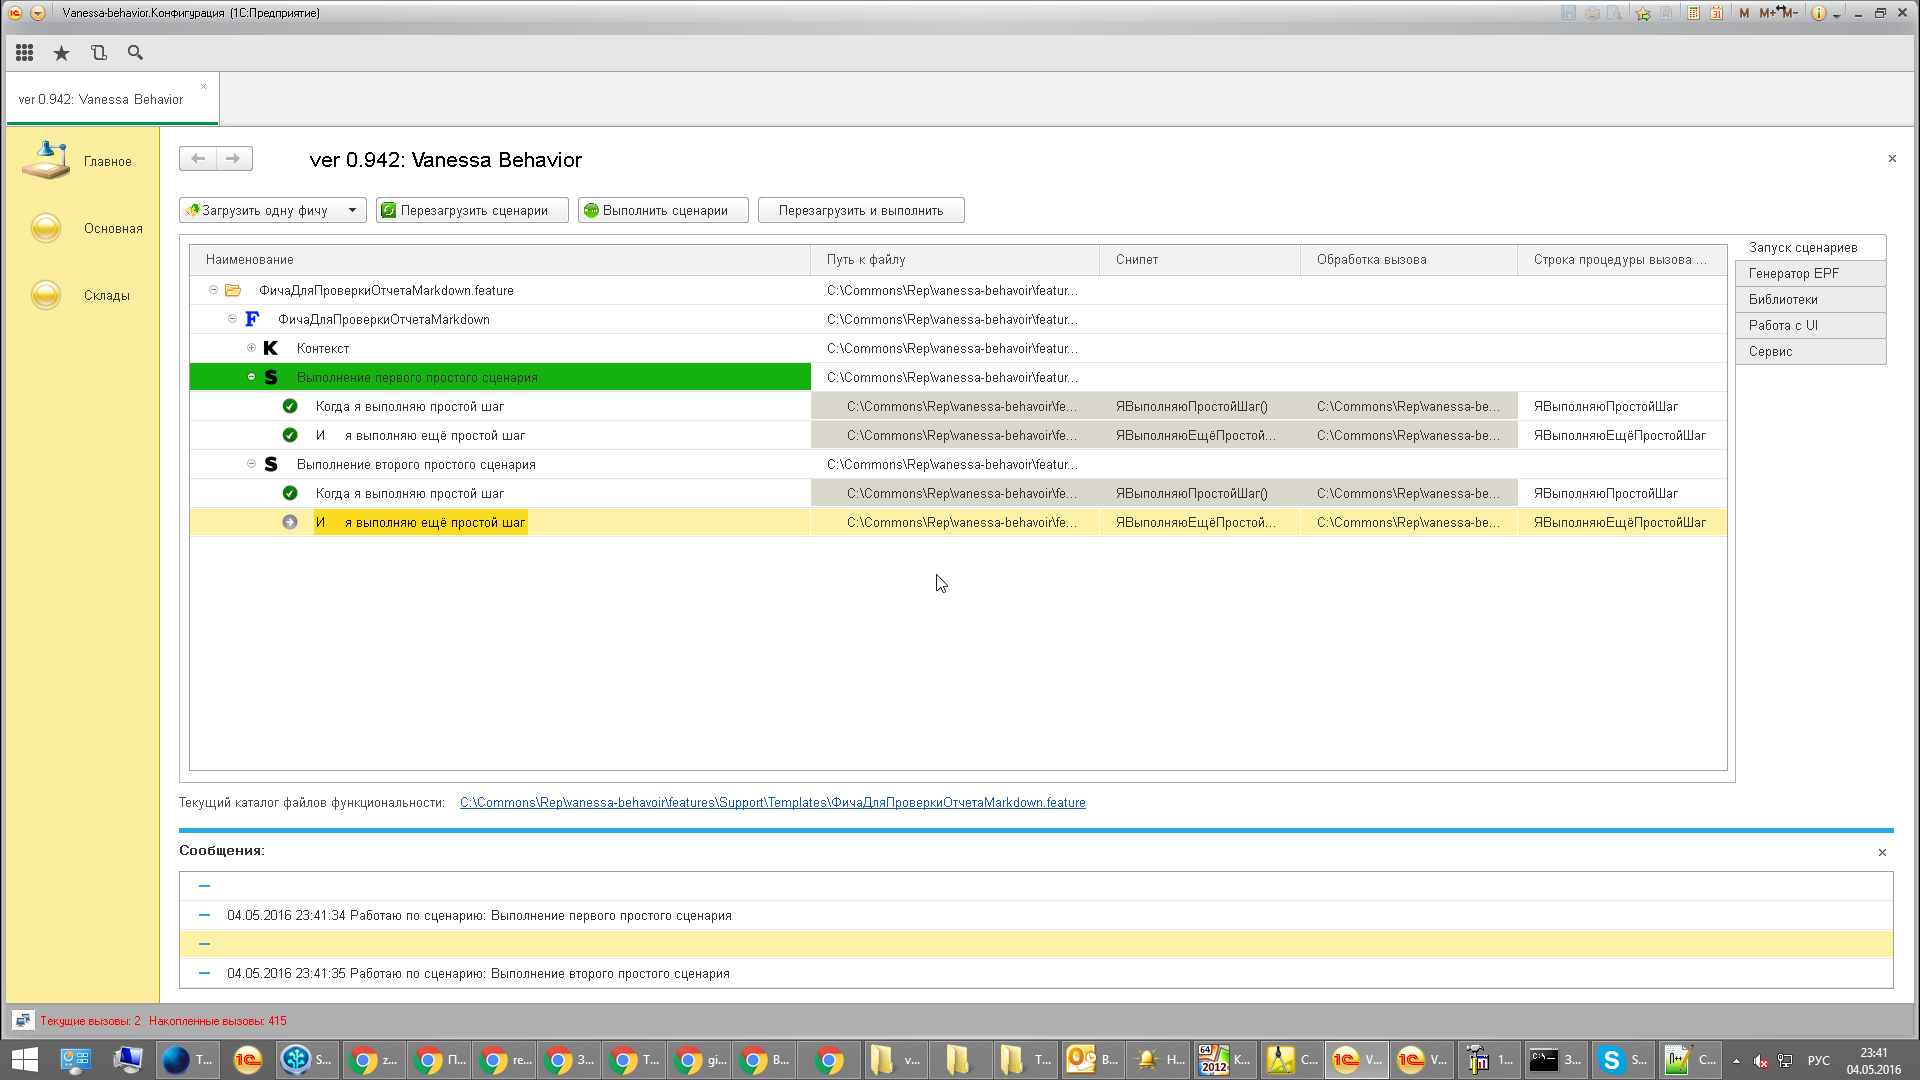 Vanessa-behavior.Конфигурация (1С:Предприятие)
M M+ M-
ver 0.942: Vanessa Behavior
Главное
Основная
Склады
ver 0.942: Vanessa Behavior
Загрузить одну фичу
Перезагрузить сценарии
Выполнить сценарии
Перезагрузить и выполнить
Наименование Путь к файлу Снипет Обработка вызова Строка процедуры вызова ...
ФичаДляПроверкиОтчетаMarkdown.feature C:\Commons\Rep\vanessa-behavoir\featur...
F ФичаДляПроверкиОтчетаMarkdown C:\Commons\Rep\vanessa-behavoir\featur...
K Контекст C:\Commons\Rep\vanessa-behavoir\featur...
S Выполнение первого простого сценария C:\Commons\Rep\vanessa-behavoir\featur...
Когда я выполняю простой шаг C:\Commons\Rep\vanessa-behavoir\fe... ЯВыполняюПростойШаг() C:\Commons\Rep\vanessa-be... ЯВыполняюПростойШаг
И я выполняю ещё простой шаг C:\Commons\Rep\vanessa-behavoir\fe... ЯВыполняюЕщёПростой... C:\Commons\Rep\vanessa-be... ЯВыполняюЕщёПростойШаг
S Выполнение второго простого сценария C:\Commons\Rep\vanessa-behavoir\featur...
Когда я выполняю простой шаг C:\Commons\Rep\vanessa-behavoir\fe... ЯВыполняюПростойШаг() C:\Commons\Rep\vanessa-be... ЯВыполняюПростойШаг
И я выполняю ещё простой шаг C:\Commons\Rep\vanessa-behavoir\fe... ЯВыполняюЕщёПростой... C:\Commons\Rep\vanessa-be... ЯВыполняюЕщёПростойШаг
Запуск сценариев
Генератор EPF
Библиотеки
Работа с UI
Сервис
Текущий каталог файлов функциональности: C:\Commons\Rep\vanessa-behavoir\features\Support\Templates\ФичаДляПроверкиОтчетаMarkdown.feature
Сообщения:
04.05.2016 23:41:34 Работаю по сценарию: Выполнение первого простого сценария
04.05.2016 23:41:35 Работаю по сценарию: Выполнение второго простого сценария
Текущие вызовы: 2 Накопленные вызовы: 415
T... S... z... П... re... З... T... gi... B... v... T... B... Н... К... С... V... V... 1... З... S... C... РУС
23:41
04.05.2016